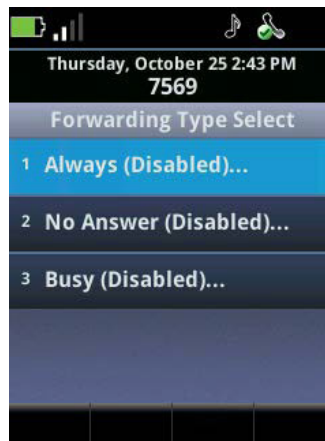 Thursday, October 25 2:43 PM
7569
Forwarding Type Select
1 Always (Disabled)...
2 No Answer (Disabled)...
3 Busy (Disabled)...